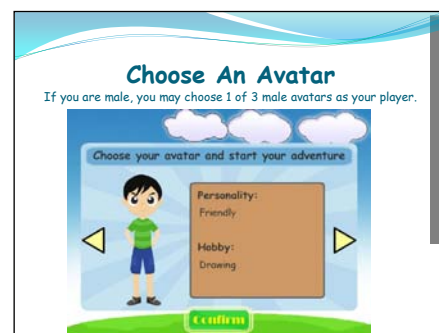 Choose An Avatar
If you are male, you may choose 1 of 3 male avatars as your player.
Choose your avatar and start your adventure
Personality:
Friendly
Hobby:
Drawing
Confirm